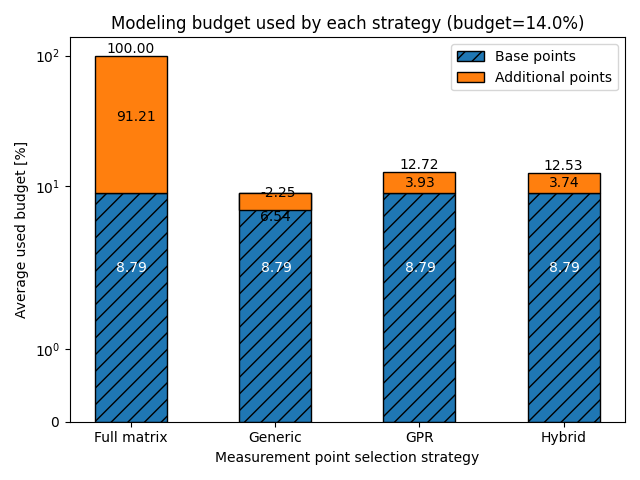 Modeling budget used by each strategy (budget=14.0%)
Base points
Additional points
Average used budget [%]
10²
10¹
10⁰
0
100.00
91.21
8.79
-2.25
6.54
8.79
12.72
3.93
8.79
12.53
3.74
8.79
Full matrix
Generic
GPR
Hybrid
Measurement point selection strategy